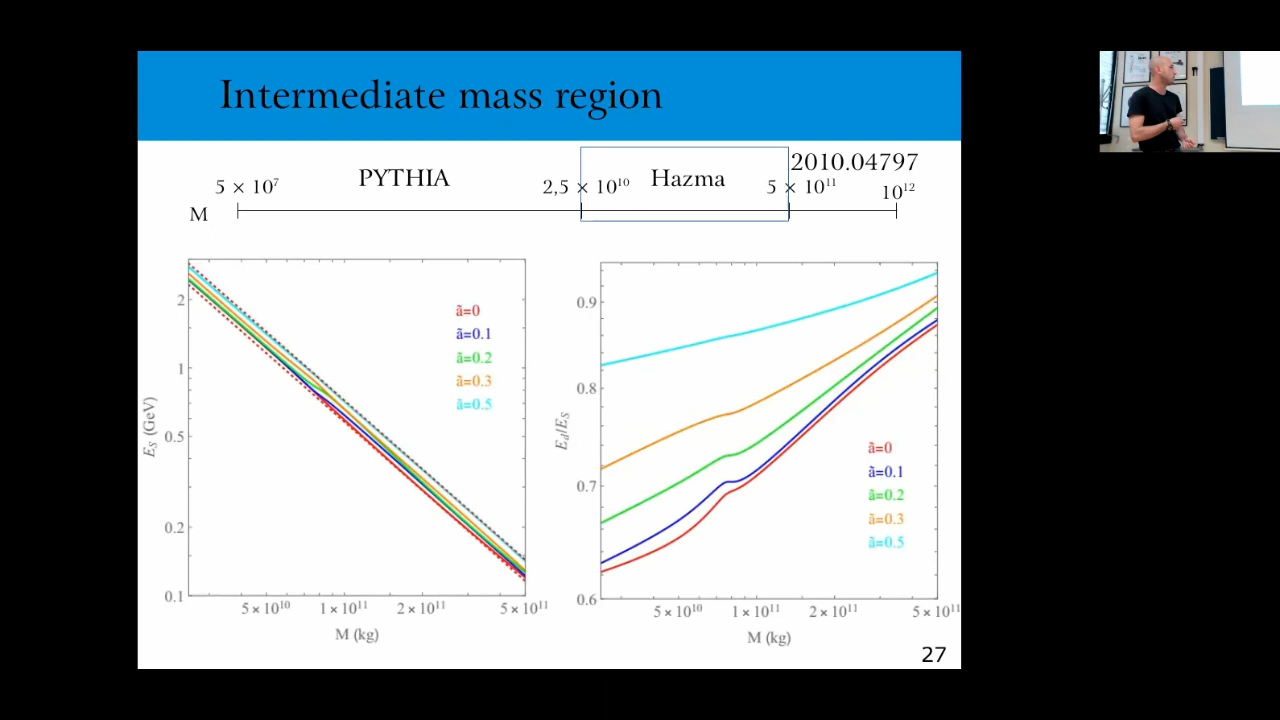 Intermediate mass region
2010.04797
PYTHIA
Hazma
5 × 10⁷
2,5 × 10¹⁰
5 × 10¹¹
10¹²
M
E_S (GeV)
2
1
0.5
0.2
0.1
ã=0
ã=0.1
ã=0.2
ã=0.3
ã=0.5
5×10¹⁰
1×10¹¹
2×10¹¹
5×10¹¹
M (kg)
E_d/E_S
0.9
0.8
0.7
0.6
ã=0
ã=0.1
ã=0.2
ã=0.3
ã=0.5
5×10¹⁰
1×10¹¹
2×10¹¹
5×10¹¹
M (kg)
27